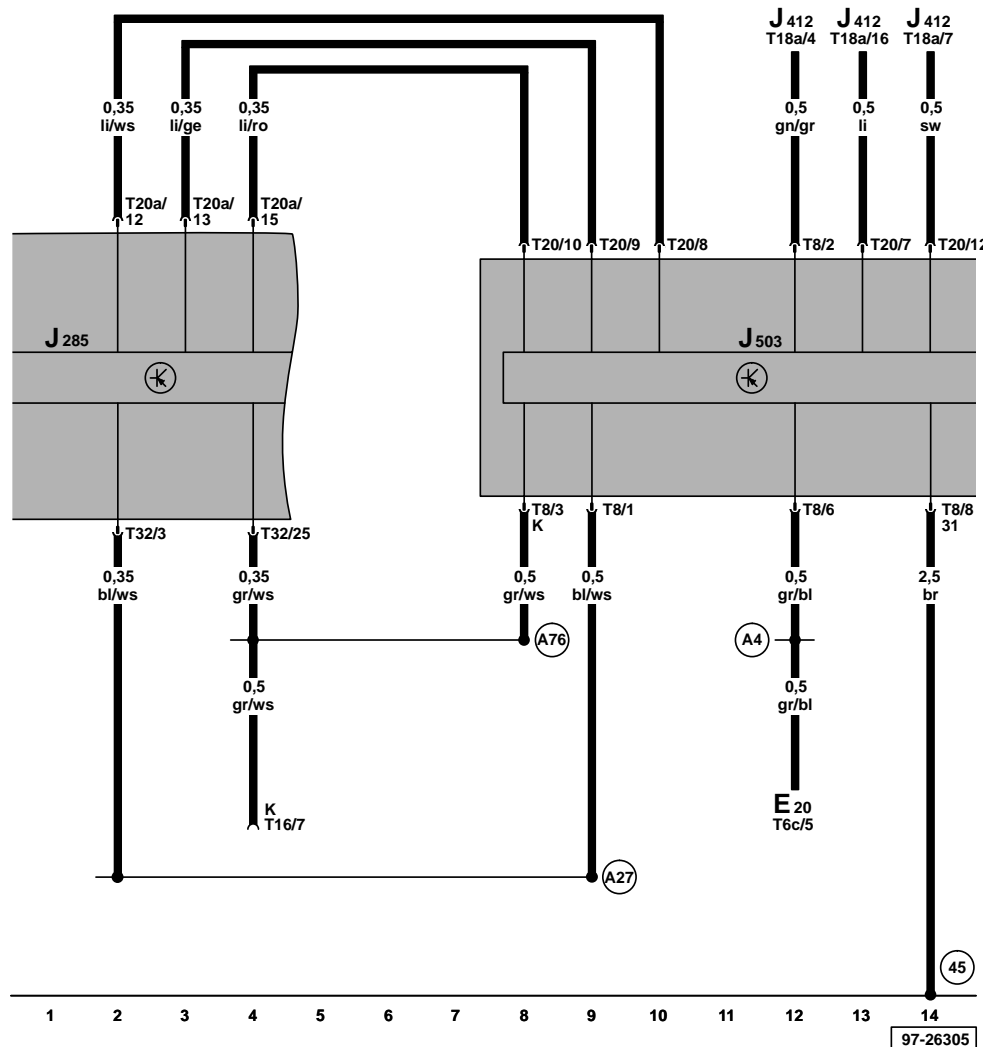 J 412 J 412 J 412
T18a/4 T18a/16 T18a/7
0,35 0,35 0,35 0,5 0,5 0,5
li/ws li/ge li/ro gn/gr li sw
T20a/ T20a/ T20a/
12 13 15
T20/10 T20/9 T20/8 T8/2 T20/7 T20/12
J 285 J 503
T8/3 T8/1 T8/6 T8/8
K 31
T32/3 T32/25
0,35 0,35 0,5 0,5 0,5 2,5
bl/ws gr/ws gr/ws bl/ws gr/bl br
A76 A4
0,5 0,5
gr/ws gr/bl
K E 20
T16/7 T6c/5
A27
45
1 2 3 4 5 6 7 8 9 10 11 12 13 14
97-26305